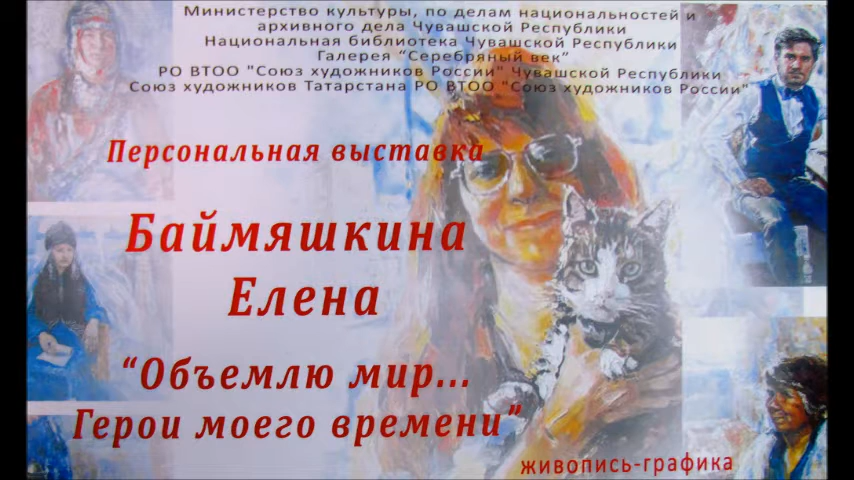 Министерство культуры, по делам национальностей и
архивного дела Чувашской Республики
Национальная библиотека Чувашской Республики
Галерея “Серебряный век”
РО ВТОО "Союз художников России" Чувашской Республики
Союз художников Татарстана РО ВТОО "Союз художников России"
Персональная выставка
Баймяшкина
Елена
“Объемлю мир...
Герои моего времени”
живопись-графика